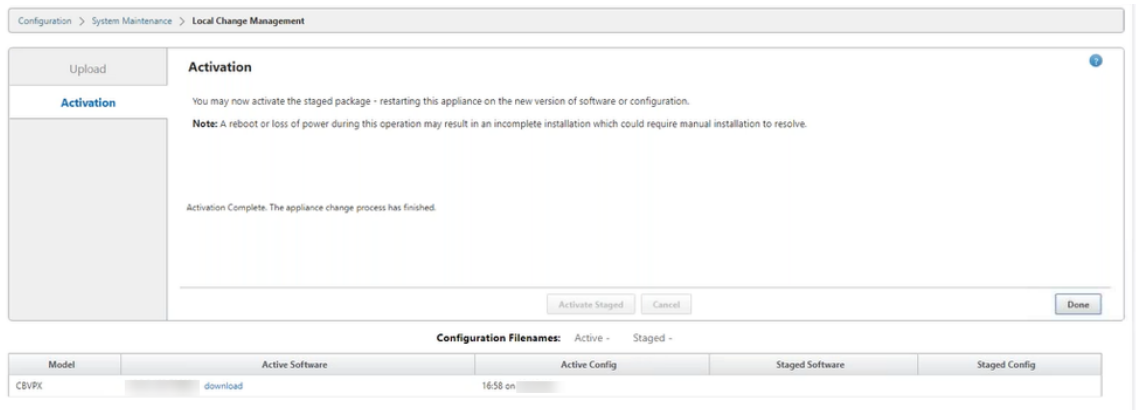 Configuration > System Maintenance > Local Change Management
Upload
Activation
Activation
?
You may now activate the staged package - restarting this appliance on the new version of software or configuration.
Note: A reboot or loss of power during this operation may result in an incomplete installation which could require manual installation to resolve.
Activation Complete. The appliance change process has finished.
Activate Staged Cancel Done
Configuration Filenames: Active - Staged -
Model Active Software Active Config Staged Software Staged Config
CBVPX download 16:58 on